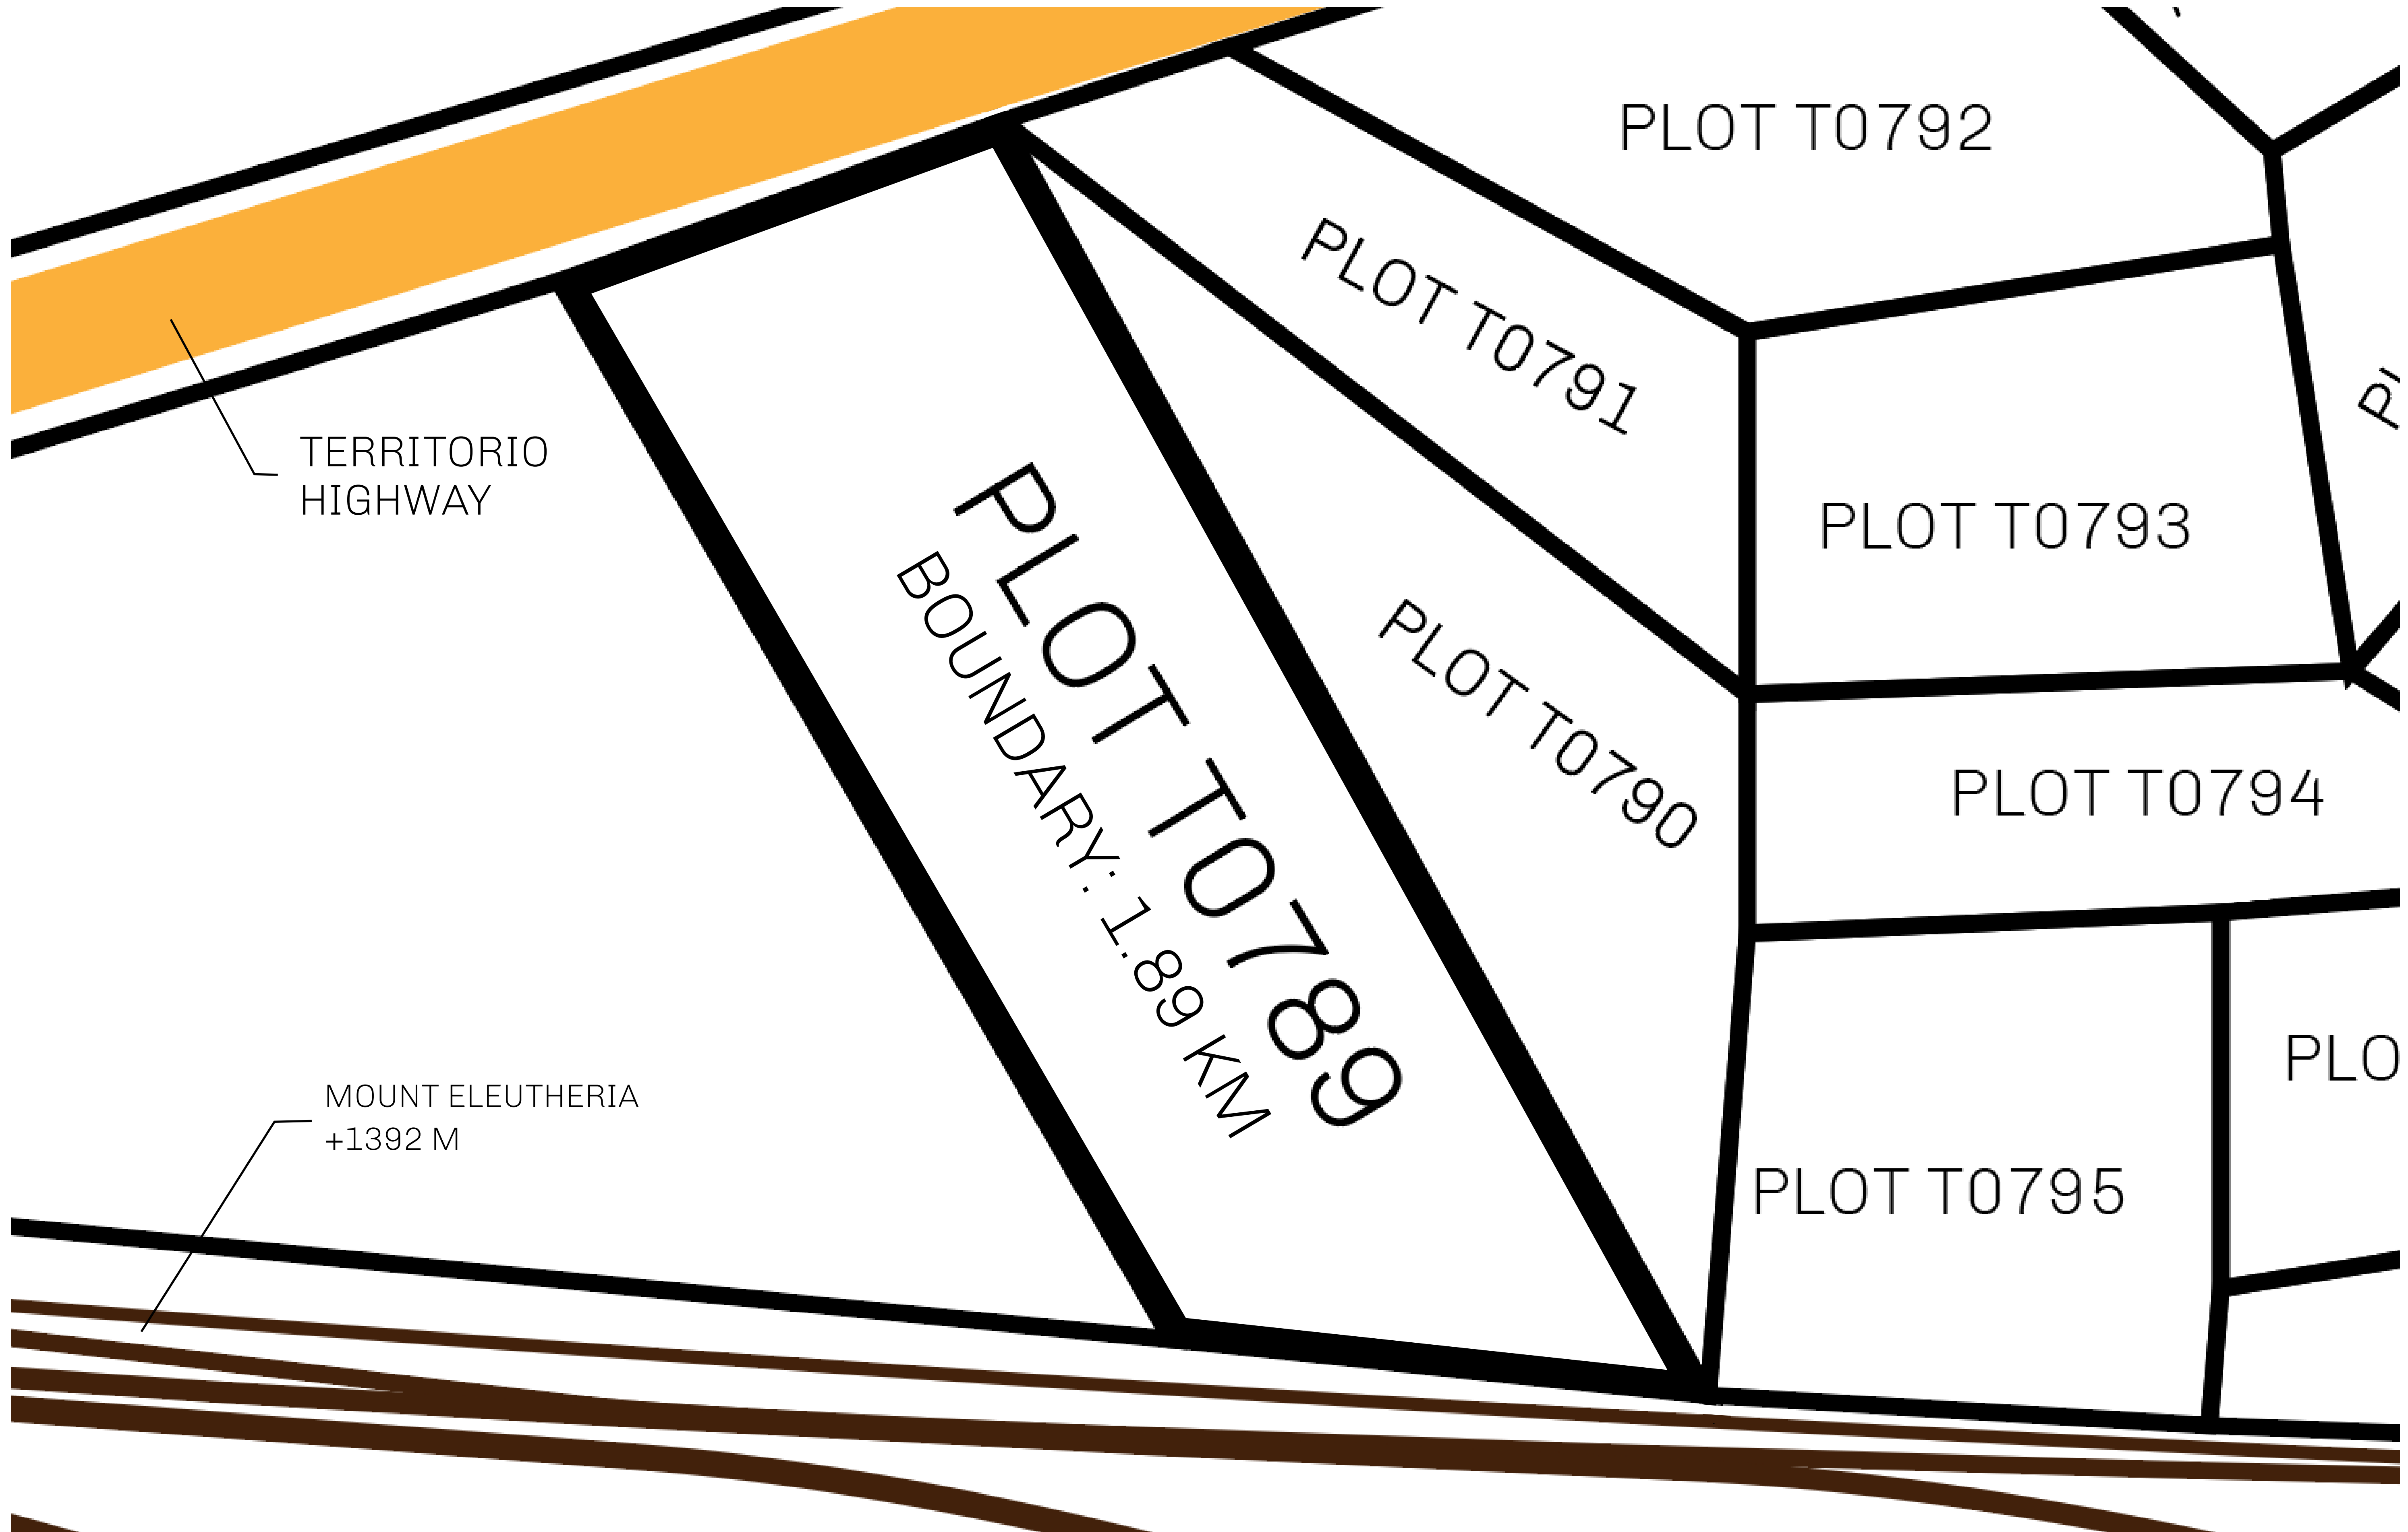 PLOT T0792
PLOT T0791
TERRITORIO
HIGHWAY
PLOT T0793
PLOT T0789
BOUNDARY: 1.89 KM
PLOT T0790
PLOT T0794
PLO
MOUNT ELEUTHERIA
+1392 M
PLOT T0795